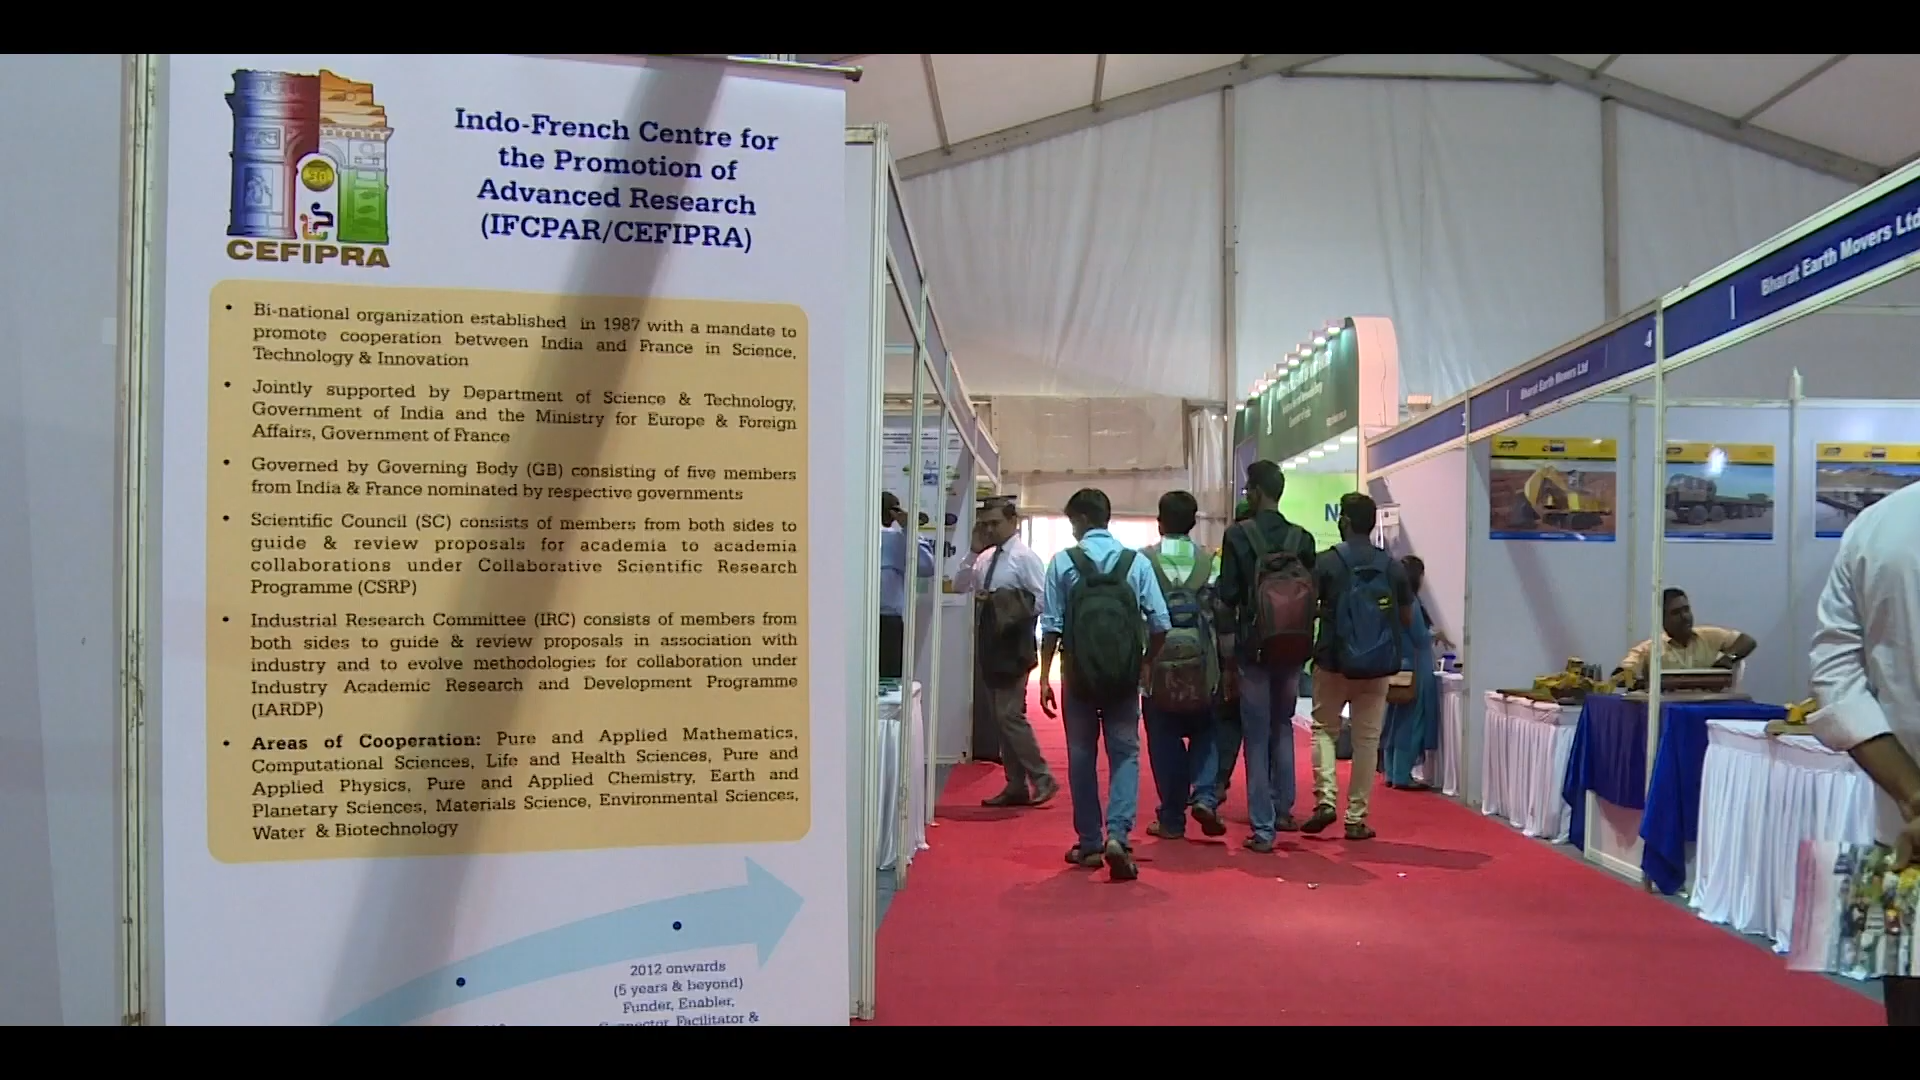 Indo-French Centre for
the Promotion of
Advanced Research
(IFCPAR/CEFIPRA)
30
CEFIPRA
• Bi-national organization established in 1987 with a mandate to
promote cooperation between India and France in Science,
Technology & Innovation
• Jointly supported by Department of Science & Technology,
Government of India and the Ministry for Europe & Foreign
Affairs, Government of France
• Governed by Governing Body (GB) consisting of five members
from India & France nominated by respective governments
• Scientific Council (SC) consists of members from both sides to
guide & review proposals for academia to academia
collaborations under Collaborative Scientific Research
Programme (CSRP)
• Industrial Research Committee (IRC) consists of members from
both sides to guide & review proposals in association with
industry and to evolve methodologies for collaboration under
Industry Academic Research and Development Programme
(IARDP)
• Areas of Cooperation: Pure and Applied Mathematics,
Computational Sciences, Life and Health Sciences, Pure and
Applied Physics, Pure and Applied Chemistry, Earth and
Planetary Sciences, Materials Science, Environmental Sciences,
Water & Biotechnology
2012 onwards
(5 years & beyond)
Funder, Enabler,
Facilitator &
Bharat Earth Movers Ltd
4
Bharat Earth Movers Ltd